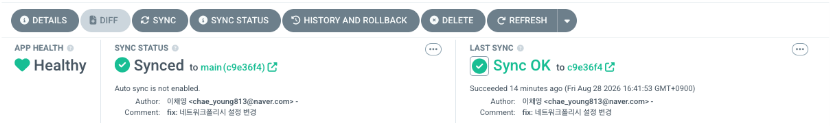 DETAILS DIFF SYNC SYNC STATUS HISTORY AND ROLLBACK DELETE REFRESH
APP HEALTH
Healthy
SYNC STATUS
Synced to main (c9e36f4)
Auto sync is not enabled.
Author: 이채영 <chae_young813@naver.com> -
Comment: fix: 네트워크폴리시 설정 변경
LAST SYNC
Sync OK to c9e36f4
Succeeded 14 minutes ago (Fri Aug 28 2026 16:41:53 GMT+0900)
Author: 이채영 <chae_young813@naver.com> -
Comment: fix: 네트워크폴리시 설정 변경